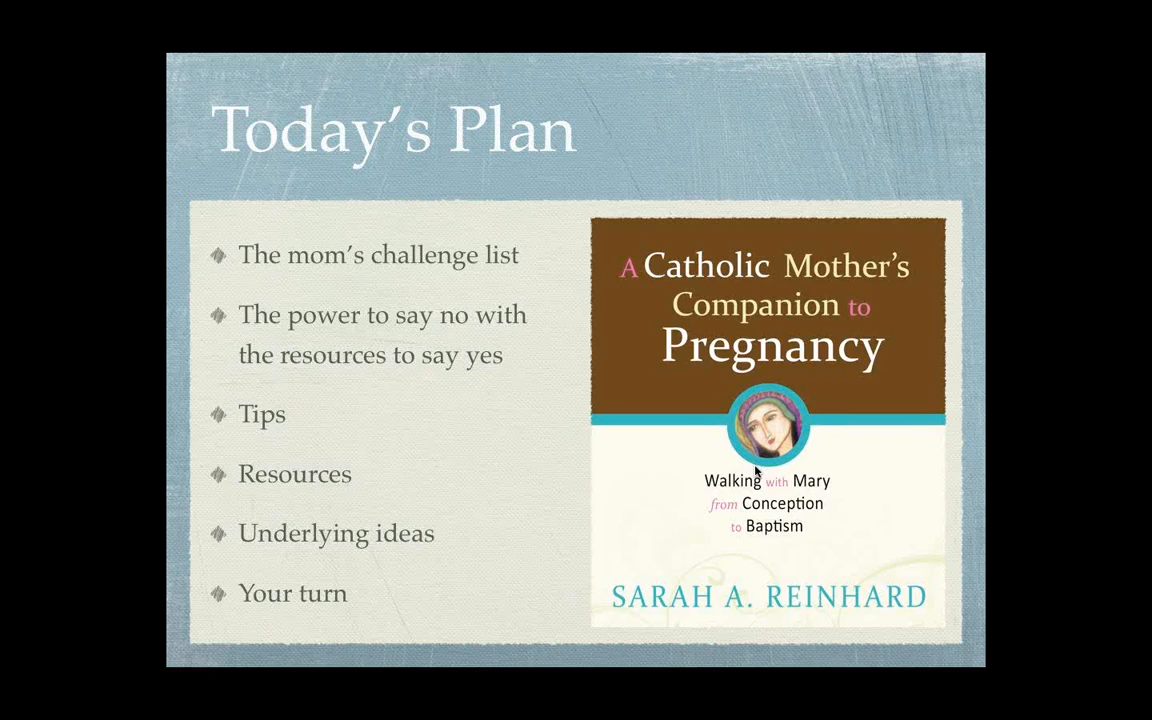 Today's Plan
The mom's challenge list
The power to say no with
the resources to say yes
Tips
Resources
Underlying ideas
Your turn
A Catholic Mother's
Companion to
Pregnancy
Walking with Mary
from Conception
to Baptism
SARAH A. REINHARD